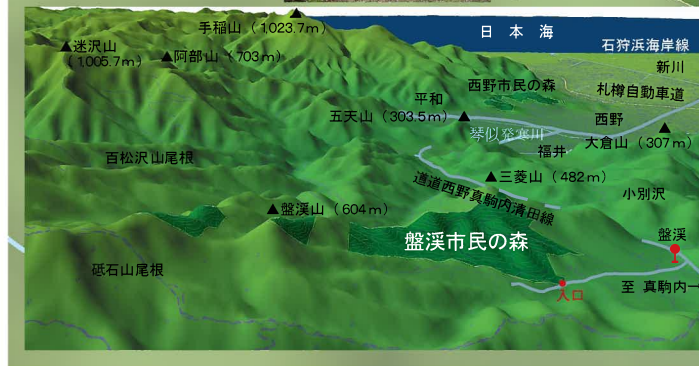 手稲山（1,023.7m）
日本海
石狩浜海岸線
▲迷沢山
（1,005.7m）
▲阿部山（703m）
新川
札樽自動車道
西野市民の森
平和
五天山（303.5m）▲
西野
琴似発寒川
大倉山（307m）
福井
百松沢山尾根
▲三菱山（482m）
道道西野真駒内清田線
小別沢
▲盤渓山（604m）
盤渓市民の森
盤渓
砥石山尾根
入口
至 真駒内→